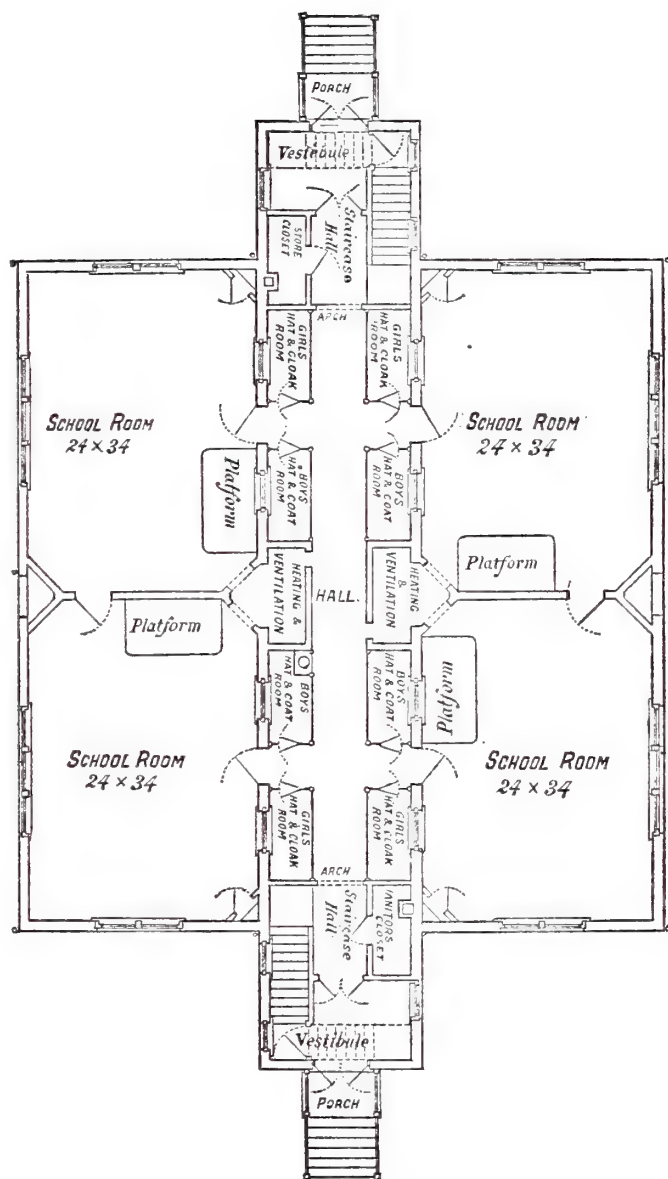 PORCH
Vestibule
Staircase
Hall
STORE
CLOSET
ARCH
GIRLS
HAT & CLOAK
ROOM
GIRLS
HAT & CLOAK
ROOM
SCHOOL ROOM
24 × 34
SCHOOL ROOM
24 × 34
Platform
BOYS
HAT & COAT
ROOM
BOYS
HAT & COAT
ROOM
Platform
HEATING &
VENTILATION
HALL.
HEATING
&
VENTILATION
Platform
BOYS
HAT & COAT
ROOM
BOYS
HAT & COAT
ROOM
Platform
SCHOOL ROOM
24 × 34
SCHOOL ROOM
24 × 34
GIRLS
HAT & CLOAK
ROOM
GIRLS
HAT & CLOAK
ROOM
ARCH
Staircase
Hall
JANITORS
CLOSET
Vestibule
PORCH